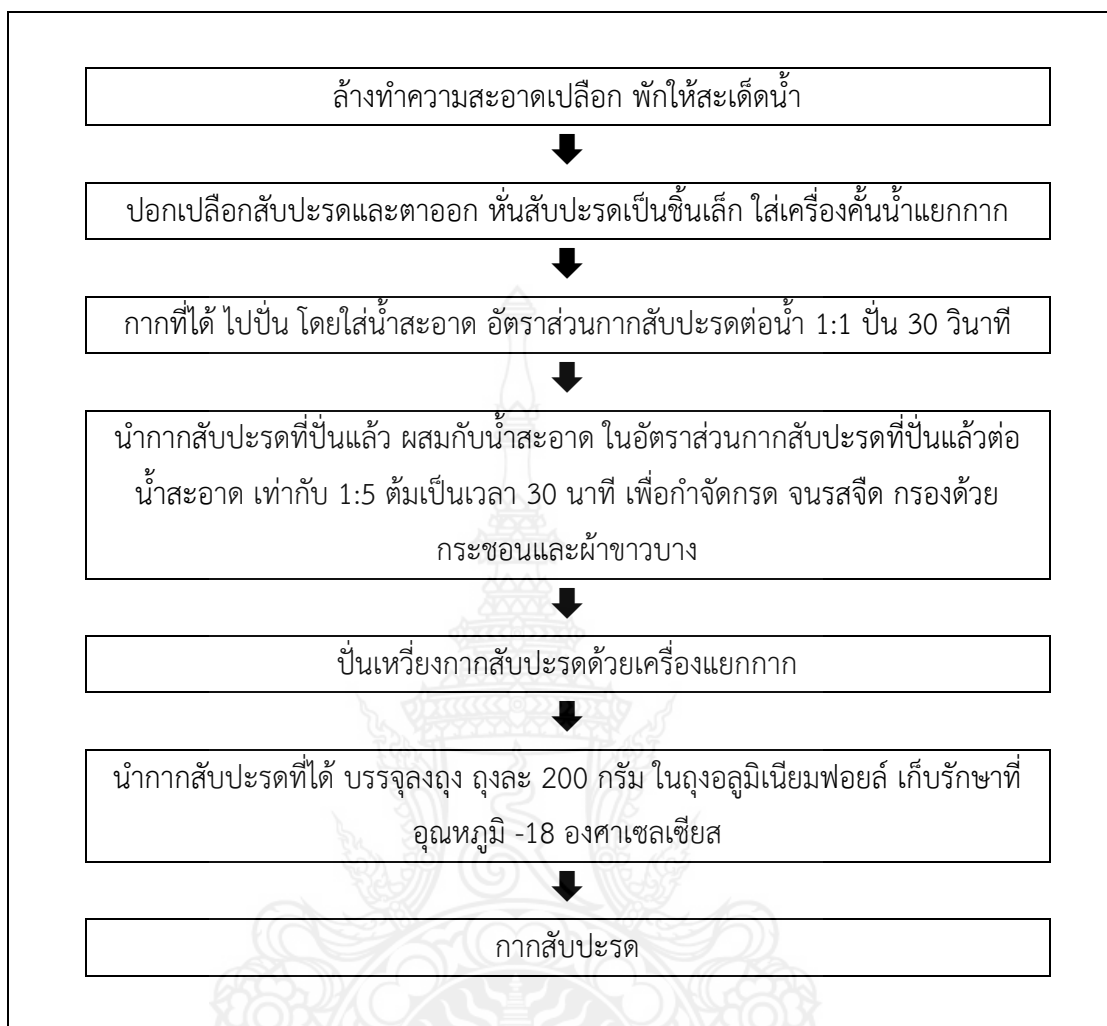 ล้างทำความสะอาดเปลือก พักให้สะเด็ดน้ำ
ปอกเปลือกสับปะรดและตาออก หั่นสับปะรดเป็นชิ้นเล็ก ใส่เครื่องคั้นน้ำแยกกาก
กากที่ได้ ไปปั่น โดยใส่น้ำสะอาด อัตราส่วนกากสับปะรดต่อน้ำ 1:1 ปั่น 30 วินาที
นำกากสับปะรดที่ปั่นแล้ว ผสมกับน้ำสะอาด ในอัตราส่วนกากสับปะรดที่ปั่นแล้วต่อ
น้ำสะอาด เท่ากับ 1:5 ต้มเป็นเวลา 30 นาที เพื่อกำจัดกรด จนรสจืด กรองด้วย
กระชอนและผ้าขาวบาง
ปั่นเหวี่ยงกากสับปะรดด้วยเครื่องแยกกาก
นำกากสับปะรดที่ได้ บรรจุลงถุง ถุงละ 200 กรัม ในถุงอลูมิเนียมฟอยล์ เก็บรักษาที่
อุณหภูมิ -18 องศาเซลเซียส
กากสับปะรด